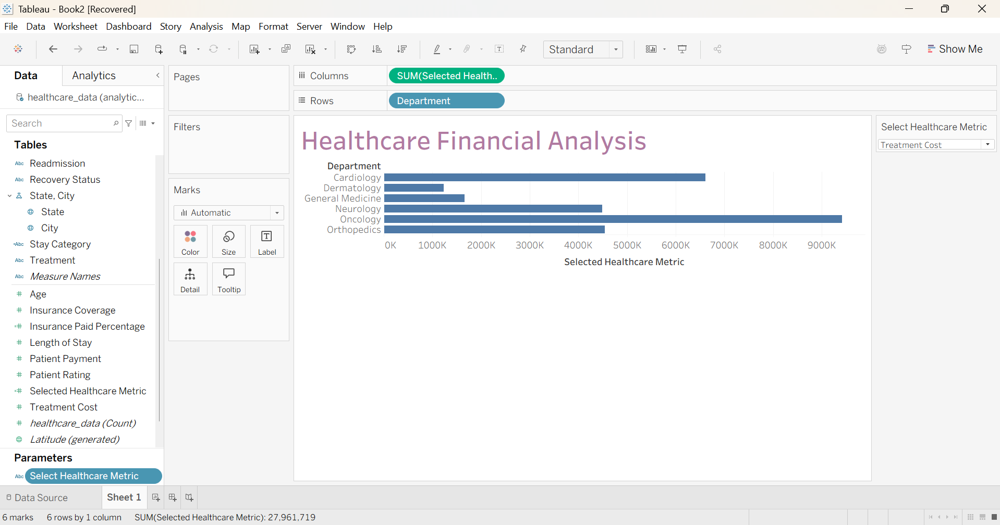 Tableau - Book2 [Recovered]
File Data Worksheet Dashboard Story Analysis Map Format Server Window Help
Standard
Show Me
Data
Analytics
healthcare_data (analytic...
Search
Tables
Abc Readmission
Abc Recovery Status
State, City
State
City
=Abc Stay Category
Abc Treatment
Abc Measure Names
# Age
# Insurance Coverage
=# Insurance Paid Percentage
# Length of Stay
# Patient Payment
# Patient Rating
=# Selected Healthcare Metric
# Treatment Cost
# healthcare_data (Count)
Latitude (generated)
Parameters
Abc Select Healthcare Metric
Pages
Filters
Marks
Automatic
Color
Size
T
Label
Detail
Tooltip
Columns
SUM(Selected Health..
Rows
Department
Healthcare Financial Analysis
Department
Cardiology
Dermatology
General Medicine
Neurology
Oncology
Orthopedics
0K 1000K 2000K 3000K 4000K 5000K 6000K 7000K 8000K 9000K
Selected Healthcare Metric
Select Healthcare Metric
Treatment Cost
Data Source
Sheet 1
6 marks
6 rows by 1 column
SUM(Selected Healthcare Metric): 27,961,719